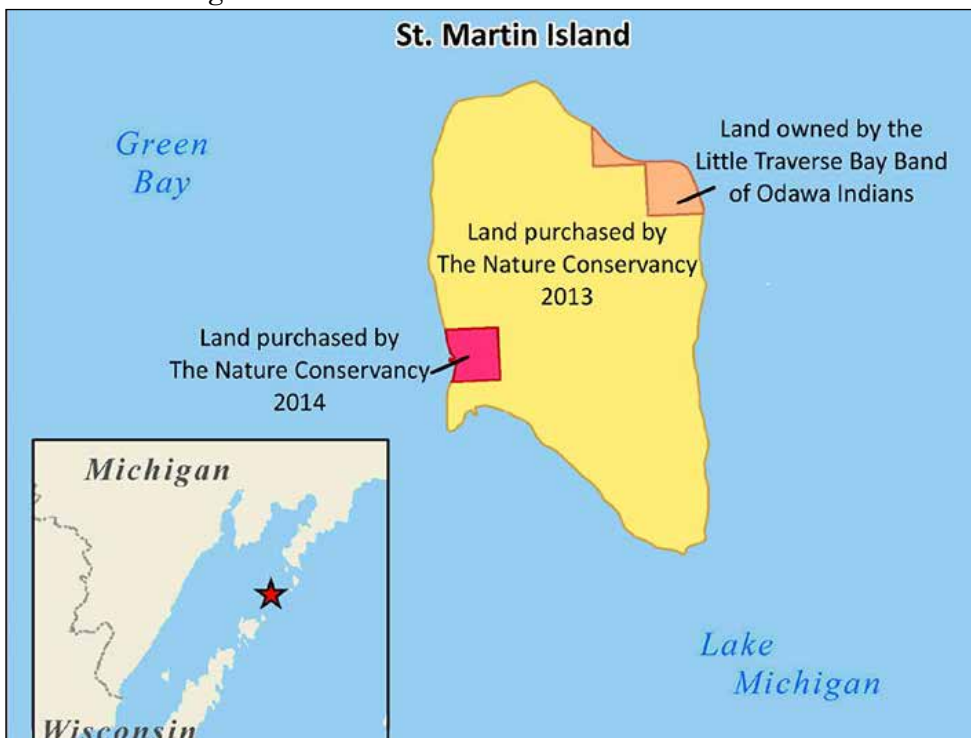 St. Martin Island
Green
Bay
Land owned by the
Little Traverse Bay Band
of Odawa Indians
Land purchased by
The Nature Conservancy
2013
Land purchased by
The Nature Conservancy
2014
Michigan
Wisconsin
Lake
Michigan